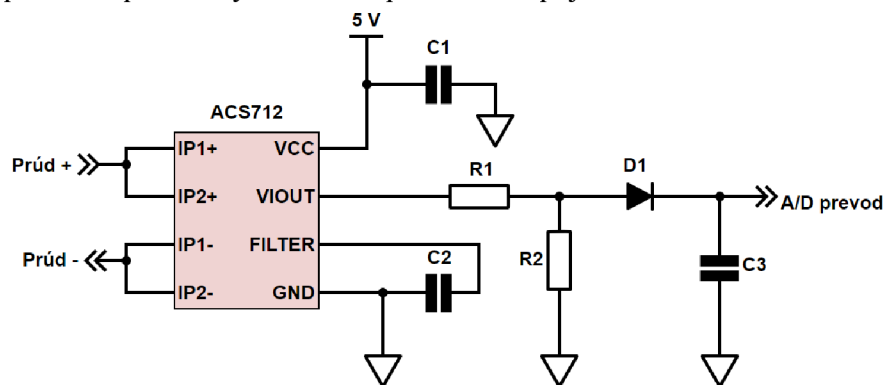 5 V
C1
ACS712
Prúd +
IP1+
VCC
IP2+
VIOUT
R1
D1
A/D prevod
Prúd -
IP1-
FILTER
C2
R2
C3
IP2-
GND